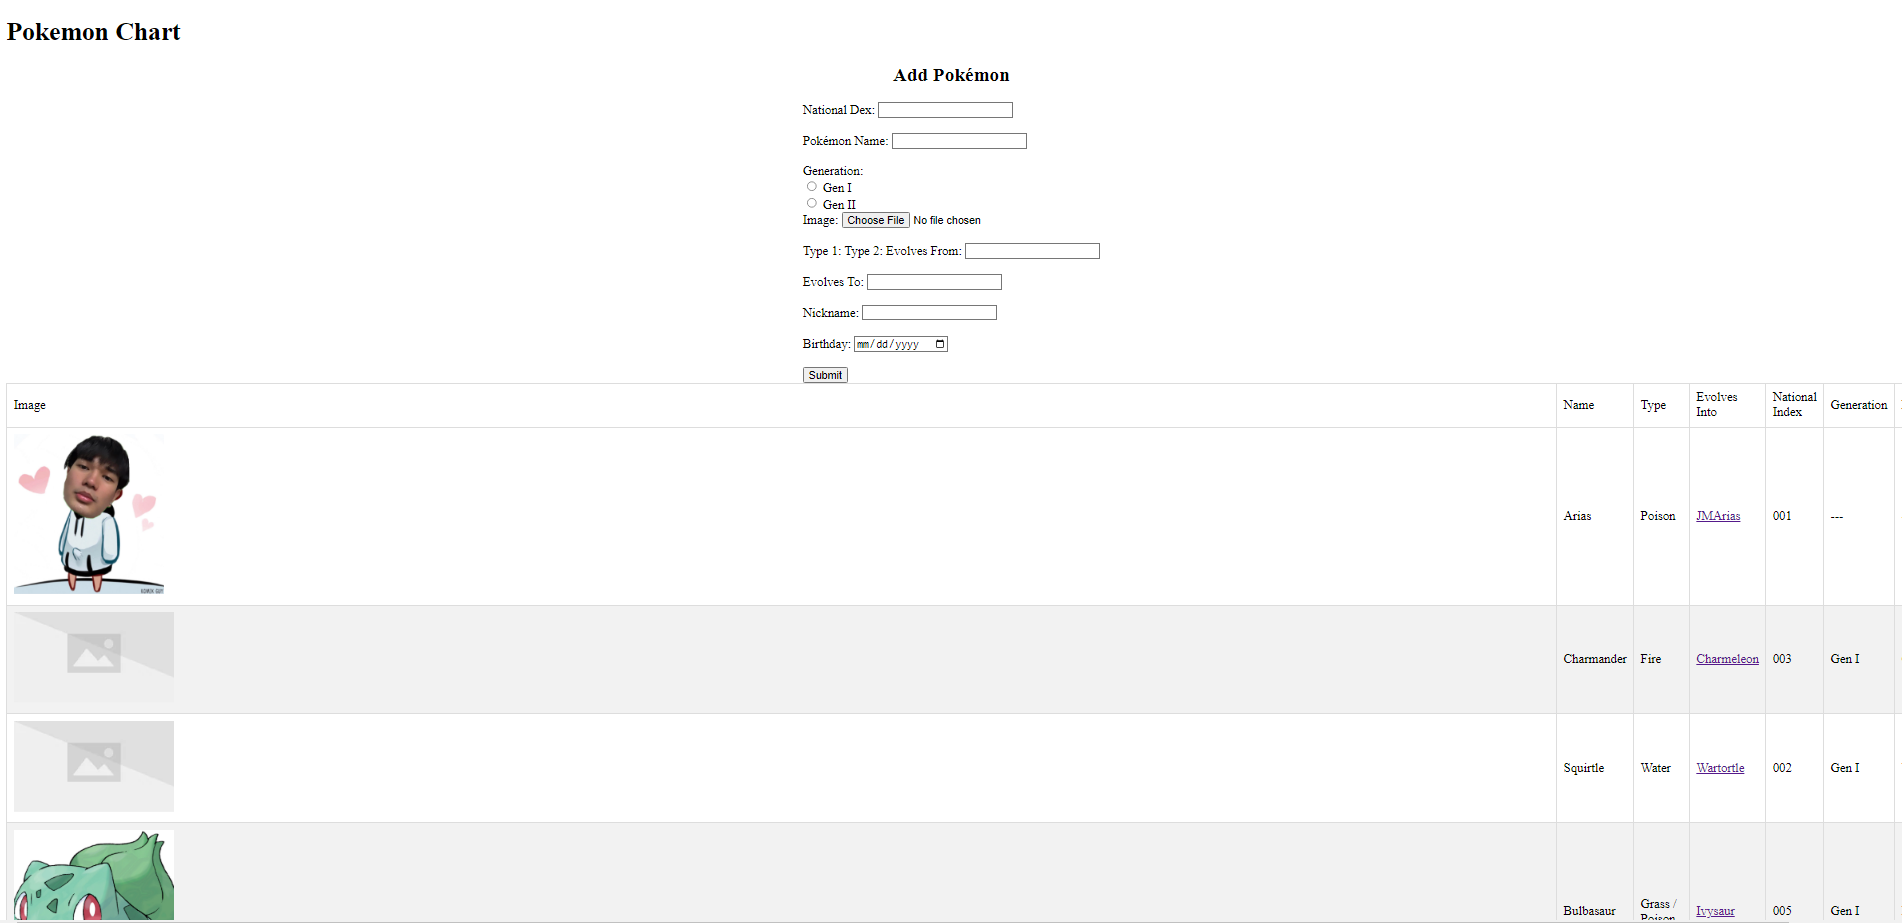 Pokemon Chart
Add Pokémon
National Dex:
Pokémon Name:
Generation:
Gen I
Gen II
Image: Choose File No file chosen
Type 1: Type 2: Evolves From:
Evolves To:
Nickname:
Birthday: mm/dd/yyyy
Submit
Image Name Type Evolves Into National Index Generation
Arias Poison JMArias 001 ---
Charmander Fire Charmeleon 003 Gen I
Squirtle Water Wartortle 002 Gen I
Bulbasaur Grass / Poison Ivysaur 005 Gen I